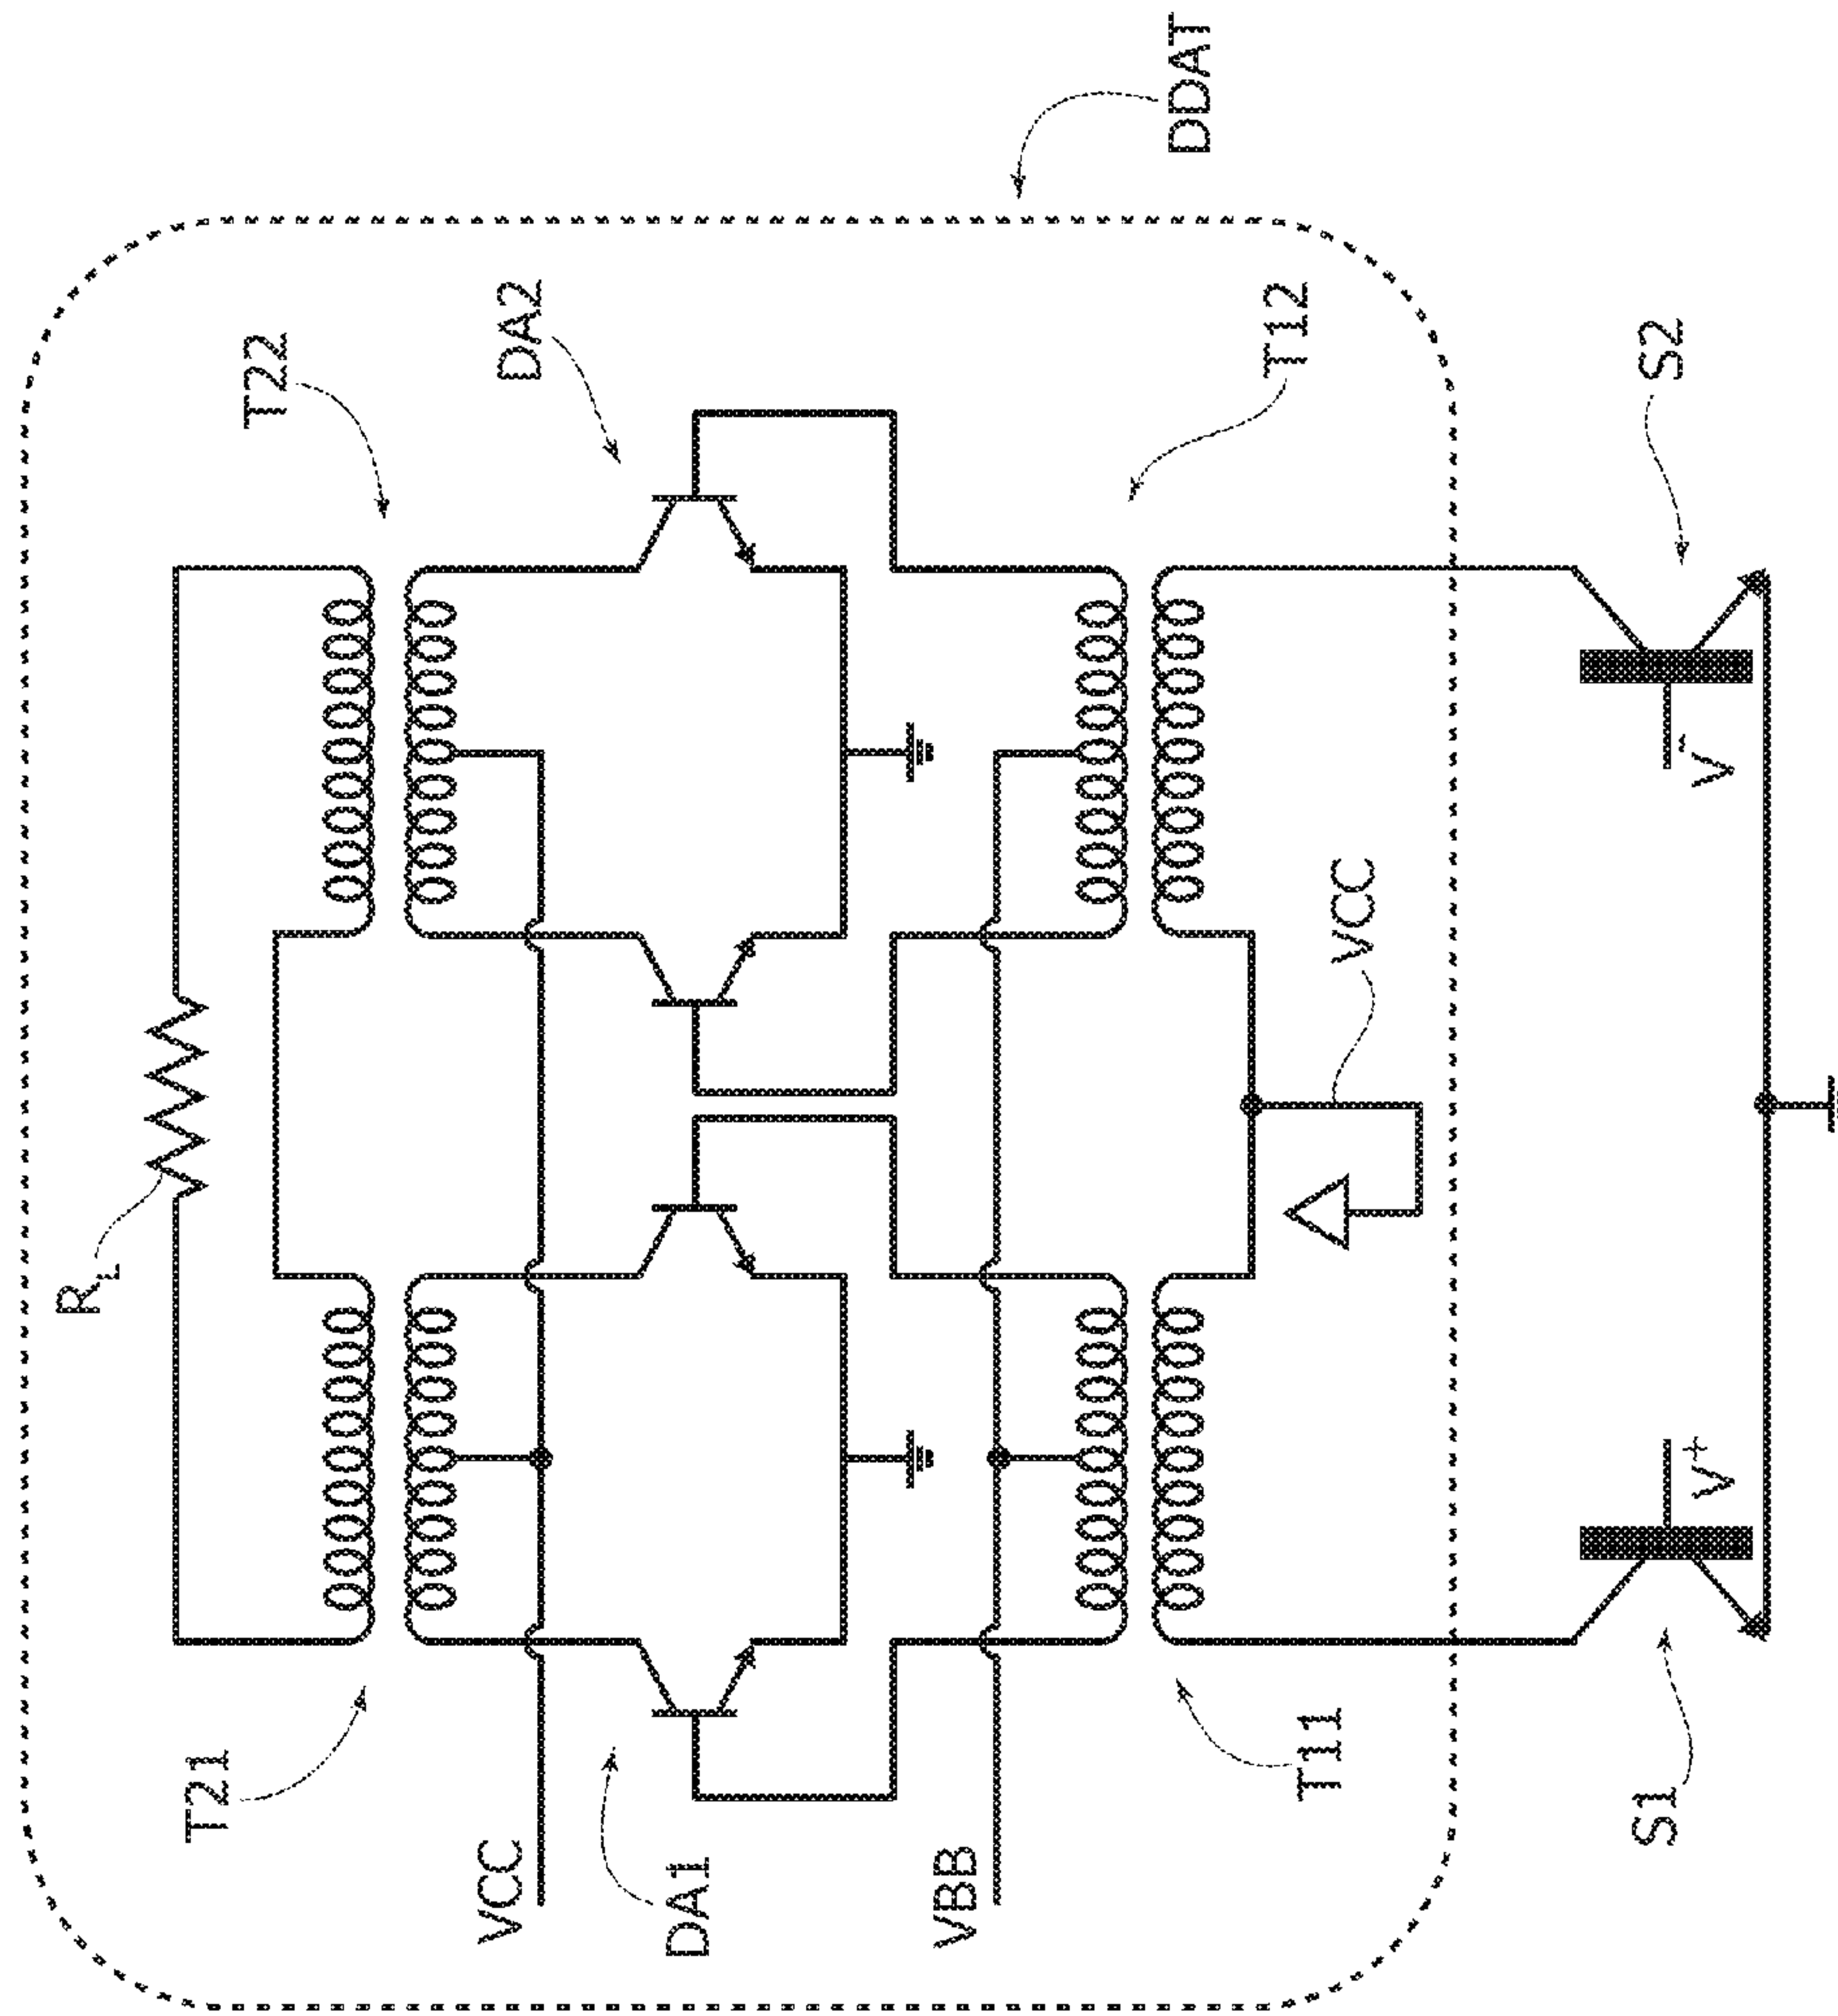 DDAT
T22
DA2
T12
S2
V-
VCC
RL
V+
T21
T11
S1
VCC
DA1
VBB